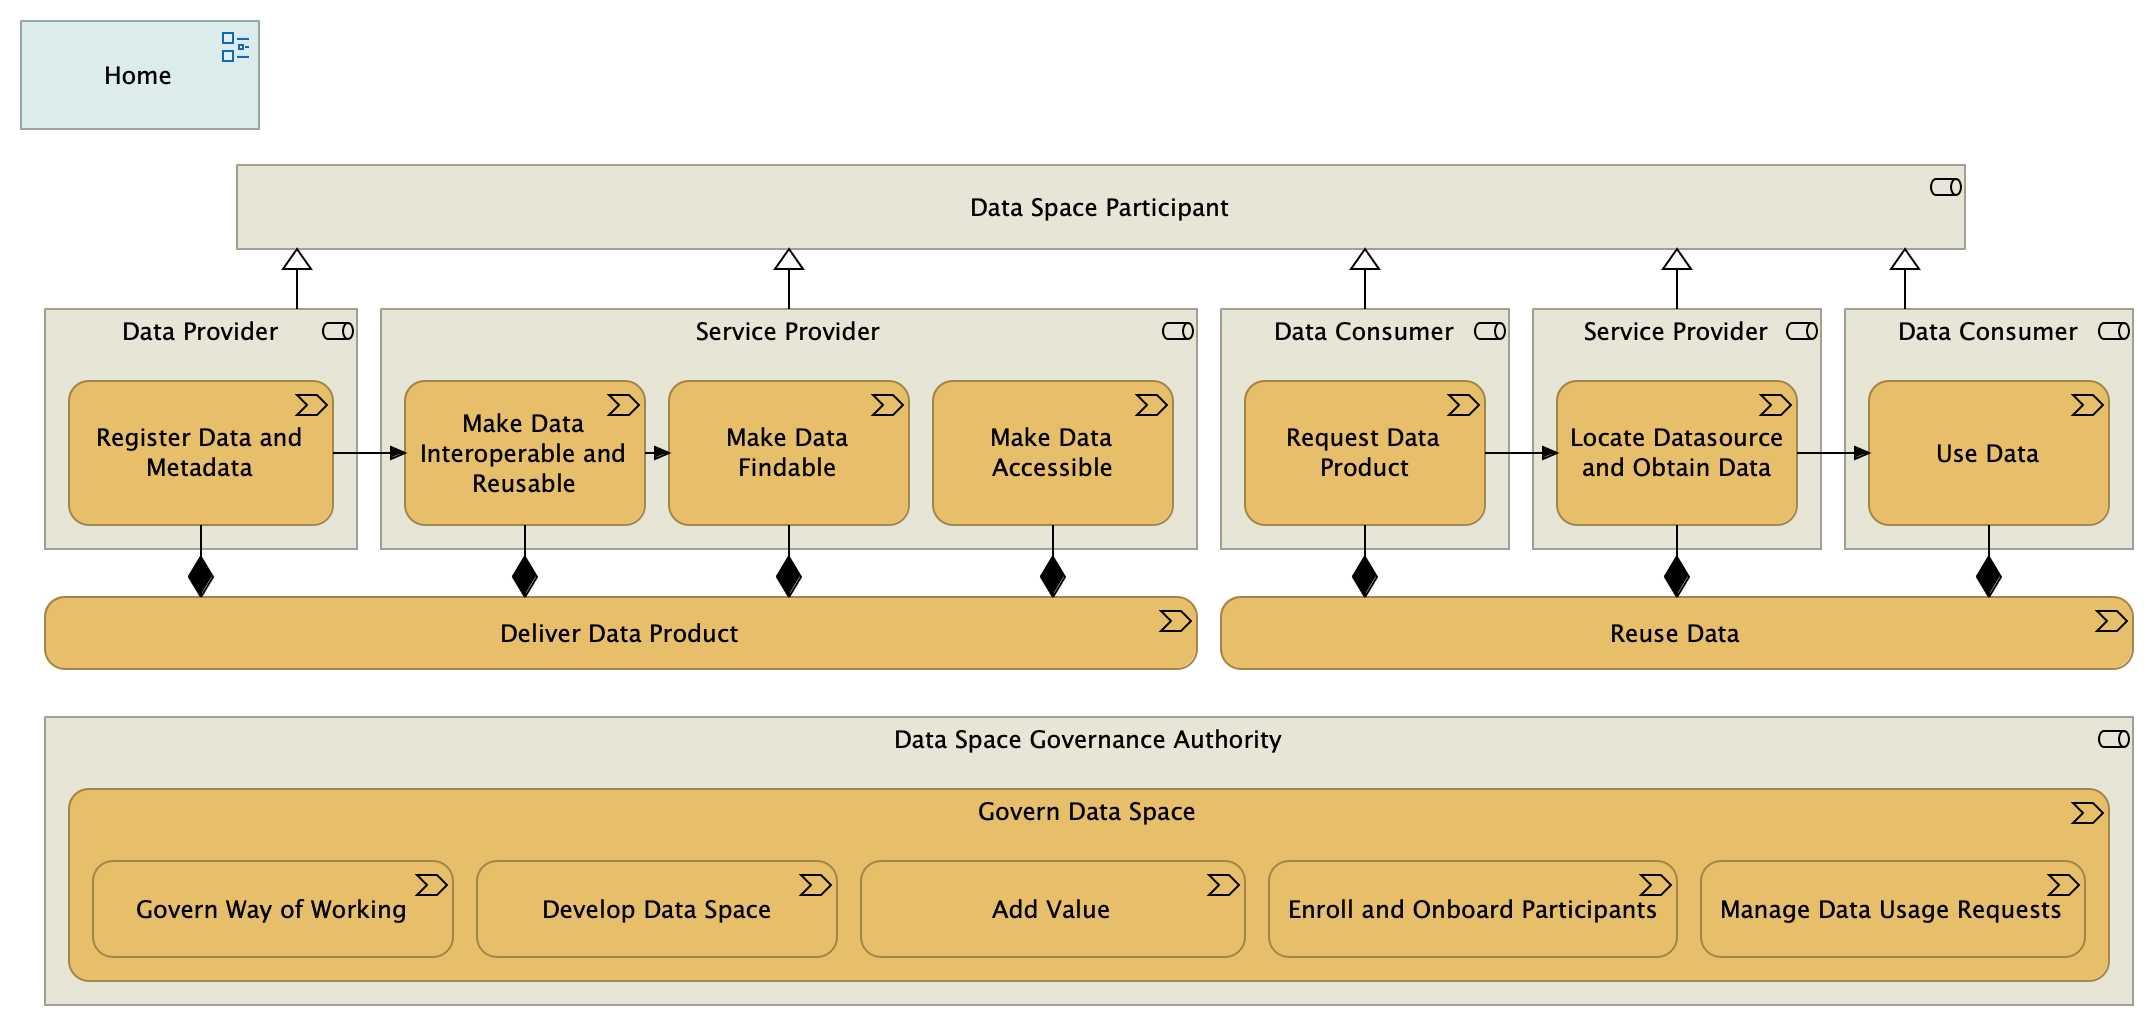 Home
Data Space Participant
Data Provider
Service Provider
Data Consumer
Service Provider
Data Consumer
Register Data and
Metadata
Make Data
Interoperable and
Reusable
Make Data
Findable
Make Data
Accessible
Request Data
Product
Locate Datasource
and Obtain Data
Use Data
Deliver Data Product
Reuse Data
Data Space Governance Authority
Govern Data Space
Govern Way of Working
Develop Data Space
Add Value
Enroll and Onboard Participants
Manage Data Usage Requests